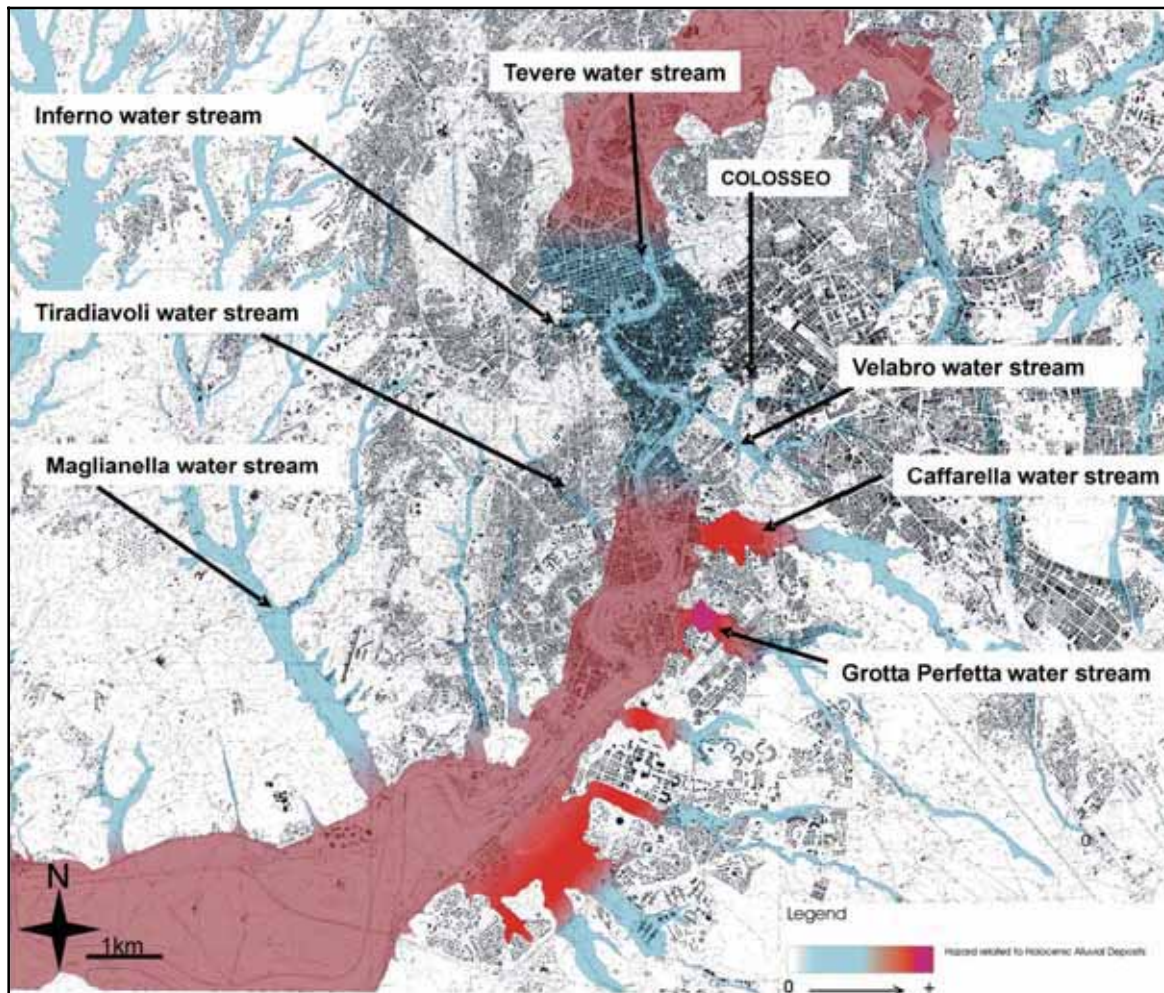 Tevere water stream
Inferno water stream
COLOSSEO
Tiradiavoli water stream
Velabro water stream
Maglianella water stream
Caffarella water stream
Grotta Perfetta water stream
N
1km
Legend
Hazard related to Holocenic Alluvial Deposits
0
+